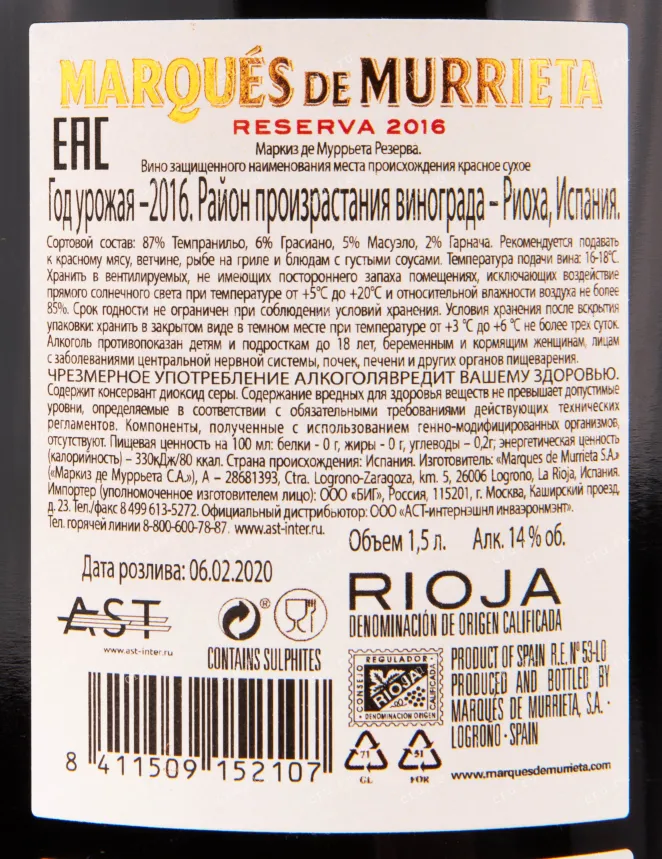 MARQUÉS DE MURRIETA
RESERVA 2016
EAC
Маркиз де Муррьета Резерва.
Вино защищенного наименования места происхождения красное сухое
Год урожая –2016. Район произрастания винограда – Риоха, Испания.
Сортовой состав: 87% Темпранильо, 6% Грасиано, 5% Масуэло, 2% Гарнача. Рекомендуется подавать
к красному мясу, ветчине, рыбе на гриле и блюдам с густыми соусами. Температура подачи вина: 16-18°C.
Хранить в вентилируемых, не имеющих постороннего запаха помещениях, исключающих воздействие
прямого солнечного света при температуре от +5°C до +20°C и относительной влажности воздуха не более
85%. Срок годности не ограничен при соблюдении условий хранения. Условия хранения после вскрытия
упаковки: хранить в закрытом виде в темном месте при температуре от +3 °C до +6 °C не более трех суток.
Алкоголь противопоказан детям и подросткам до 18 лет, беременным и кормящим женщинам, лицам
с заболеваниями центральной нервной системы, почек, печени и других органов пищеварения.
ЧРЕЗМЕРНОЕ УПОТРЕБЛЕНИЕ АЛКОГОЛЯВРЕДИТ ВАШЕМУ ЗДОРОВЬЮ.
Содержит консервант диоксид серы. Содержание вредных для здоровья веществ не превышает допустимые
уровни, определяемые в соответствии с обязательными требованиями действующих технических
регламентов. Компоненты, полученные с использованием генно-модифицированных организмов,
отсутствуют. Пищевая ценность на 100 мл: белки - 0 г, жиры - 0 г, углеводы – 0,2г; энергетическая ценность
(калорийность) – 330кДж/80 ккал. Страна происхождения: Испания. Изготовитель: «Marques de Murrieta S.A.»
(«Маркиз де Муррьета С.А.»), A – 28681393, Ctra. Logrono-Zaragoza, km. 5, 26006 Logrono, La Rioja, Испания.
Импортер (уполномоченное изготовителем лицо): ООО «БИГ», Россия, 115201, г. Москва, Каширский проезд,
д. 23. Тел./факс 8 499 613-5272. Официальный дистрибьютор: ООО «АСТ-интернэшнл инваэронмэнт».
Тел. горячей линии 8-800-600-78-87. www.ast-inter.ru.
Объем 1,5 л. Алк. 14 % об.
Дата розлива: 06.02.2020
AST
www.ast-inter.ru
®
CONTAINS SULPHITES
RIOJA
DENOMINACIÓN DE ORIGEN CALIFICADA
CONSEJO REGULADOR CALIFICADA
RIOJA
DENOMINACIÓN ORIGEN
PRODUCT OF SPAIN R.E. Nº 53-LO
PRODUCED AND BOTTLED BY
MARQUÉS DE MURRIETA, S.A. -
LOGROÑO - SPAIN
71
GL
51
FOR
www.marquesdemurrieta.com
8 411509 152107